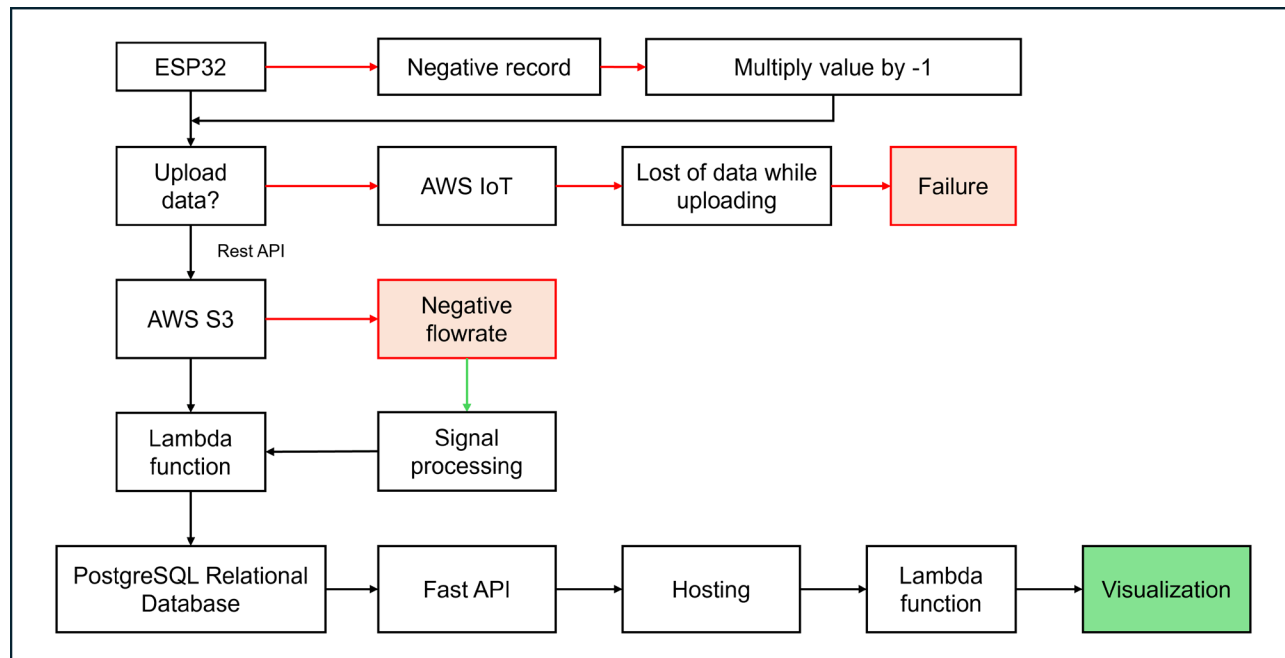 ESP32
Negative record
Multiply value by -1
Upload
data?
AWS IoT
Lost of data while
uploading
Failure
Rest API
AWS S3
Negative
flowrate
Lambda
function
Signal
processing
PostgreSQL Relational
Database
Fast API
Hosting
Lambda
function
Visualization